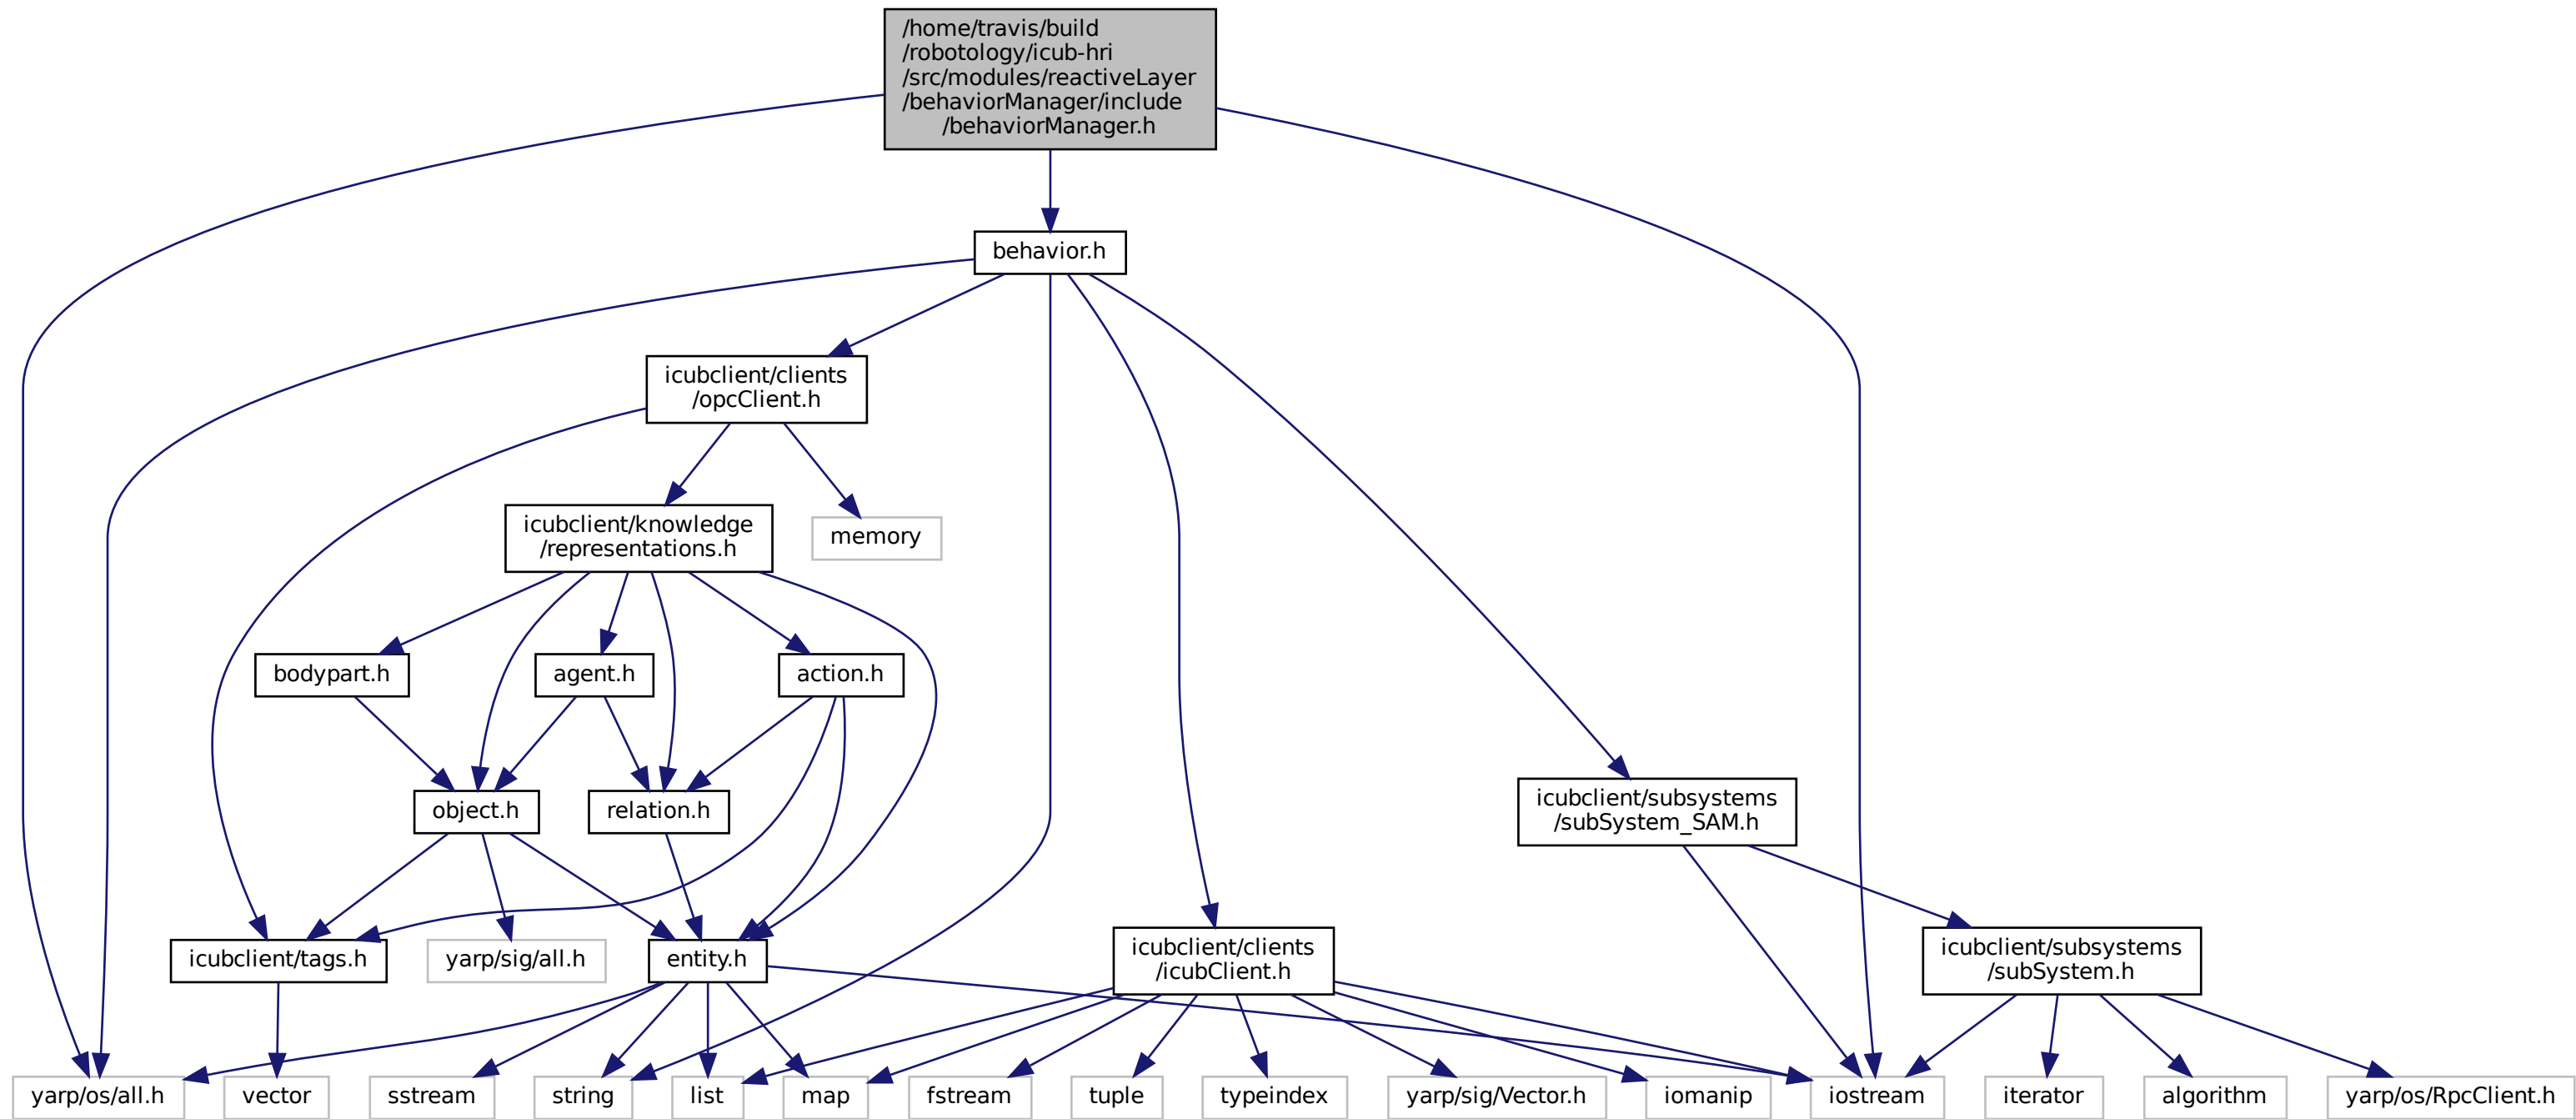 /home/travis/build
/robotology/icub-hri
/src/modules/reactiveLayer
/behaviorManager/include
/behaviorManager.h
behavior.h
icubclient/clients
/opcClient.h
icubclient/knowledge
/representations.h
memory
bodypart.h
agent.h
action.h
object.h
relation.h
icubclient/subsystems
/subSystem_SAM.h
icubclient/tags.h
yarp/sig/all.h
entity.h
icubclient/clients
/icubClient.h
icubclient/subsystems
/subSystem.h
yarp/os/all.h
vector
sstream
string
list
map
fstream
tuple
typeindex
yarp/sig/Vector.h
iomanip
iostream
iterator
algorithm
yarp/os/RpcClient.h